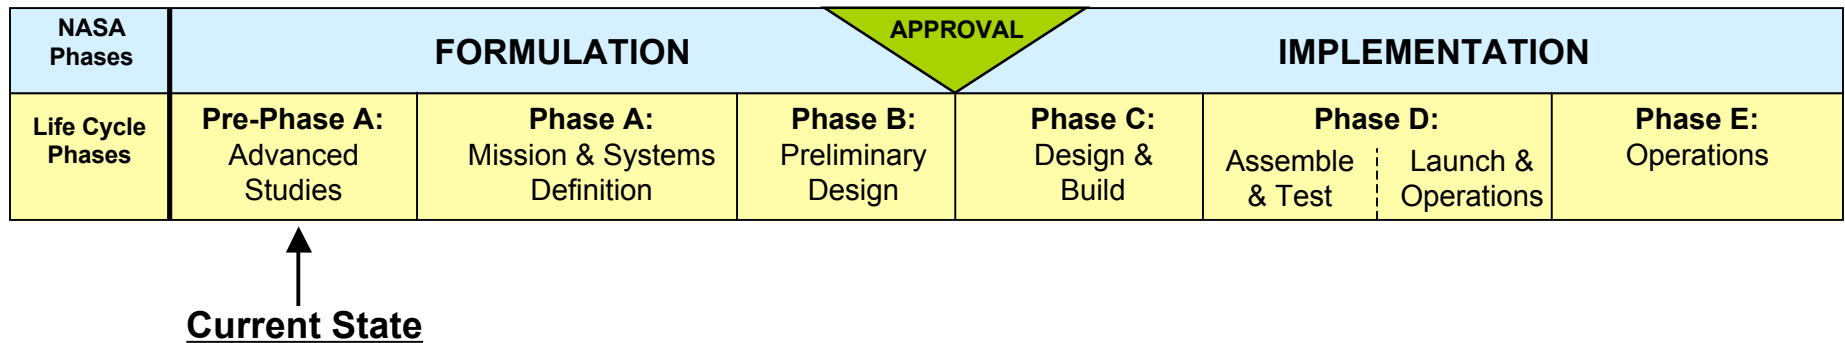 NASA
Phases
FORMULATION
APPROVAL
IMPLEMENTATION
Life Cycle
Phases
Pre-Phase A:
Advanced
Studies
Phase A:
Mission & Systems
Definition
Phase B:
Preliminary
Design
Phase C:
Design &
Build
Phase D:
Assemble
& Test
Launch &
Operations
Phase E:
Operations
Current State